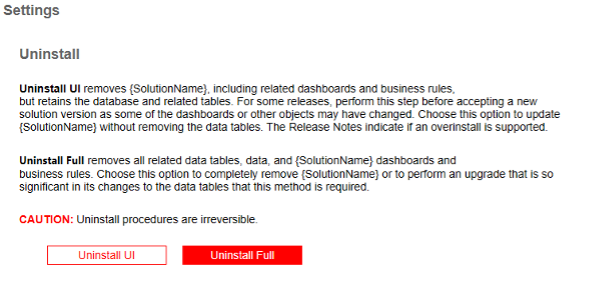 Settings
Uninstall
Uninstall UI removes {SolutionName}, including related dashboards and business rules,
but retains the database and related tables. For some releases, perform this step before accepting a new
solution version as some of the dashboards or other objects may have changed. Choose this option to update
{SolutionName} without removing the data tables. The Release Notes indicate if an overinstall is supported.
Uninstall Full removes all related data tables, data, and {SolutionName} dashboards and
business rules. Choose this option to completely remove {SolutionName} or to perform an upgrade that is so
significant in its changes to the data tables that this method is required.
CAUTION: Uninstall procedures are irreversible.
Uninstall UI Uninstall Full